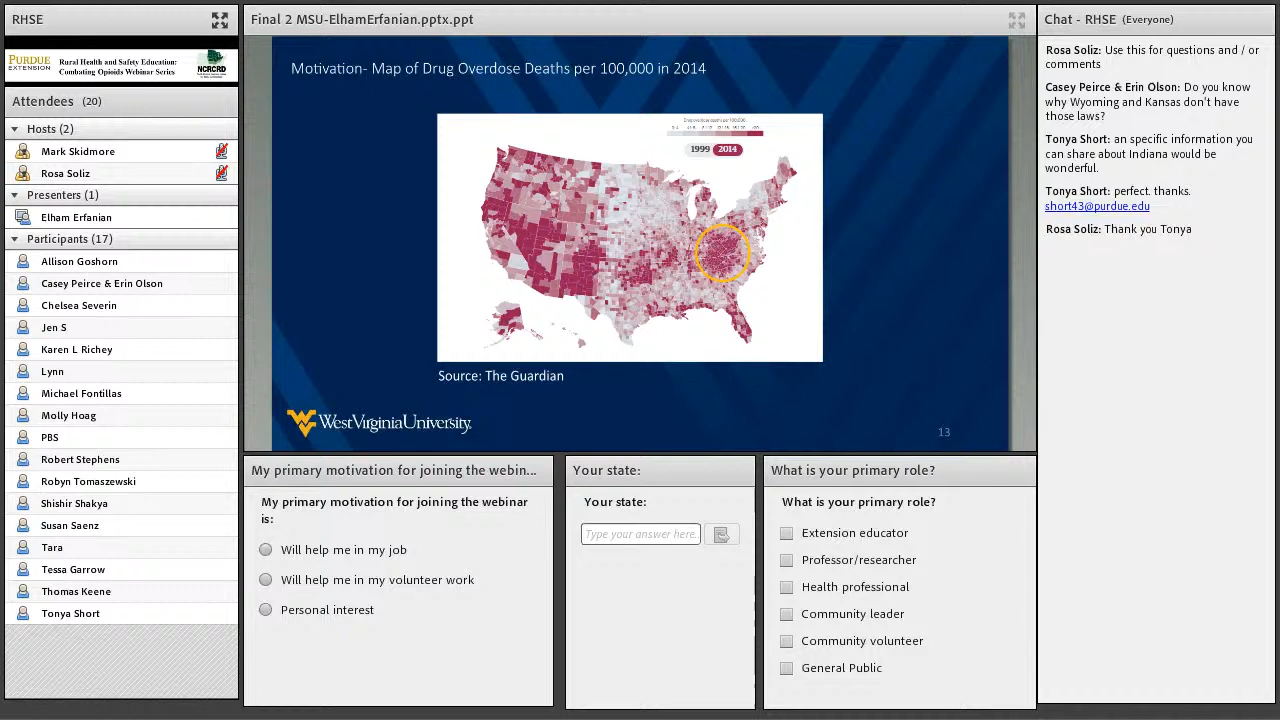 RHSE
PURDUE
EXTENSION
Rural Health and Safety Education:
Combating Opioids Webinar Series
NCRCRD
Attendees (20)
Hosts (2)
Mark Skidmore
Rosa Soliz
Presenters (1)
Elham Erfanian
Participants (17)
Allison Goshorn
Casey Peirce & Erin Olson
Chelsea Severin
Jen S
Karen L Richey
Lynn
Michael Fontillas
Molly Hoag
PBS
Robert Stephens
Robyn Tomaszewski
Shishir Shakya
Susan Saenz
Tara
Tessa Garrow
Thomas Keene
Tonya Short
Final 2 MSU-ElhamErfanian.pptx.ppt
Motivation- Map of Drug Overdose Deaths per 100,000 in 2014
Drug overdose deaths per 100,000
1999 2014
Source: The Guardian
WestVirginiaUniversity.
13
My primary motivation for joining the webin...
My primary motivation for joining the webinar
is:
Will help me in my job
Will help me in my volunteer work
Personal interest
Your state:
Your state:
Type your answer here..
What is your primary role?
What is your primary role?
Extension educator
Professor/researcher
Health professional
Community leader
Community volunteer
General Public
Chat - RHSE (Everyone)
Rosa Soliz: Use this for questions and / or
comments
Casey Peirce & Erin Olson: Do you know
why Wyoming and Kansas don't have
those laws?
Tonya Short: an specific information you
can share about Indiana would be
wonderful.
Tonya Short: perfect. thanks.
short43@purdue.edu
Rosa Soliz: Thank you Tonya